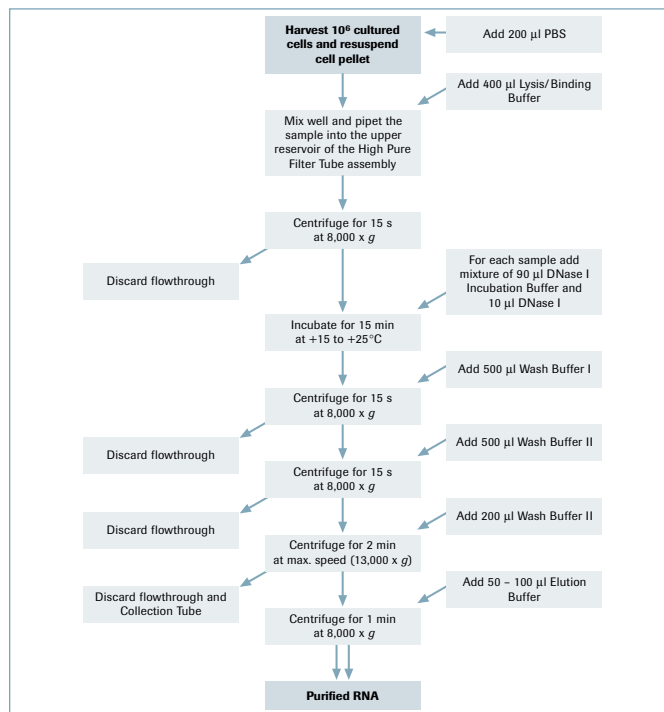 Harvest 10⁶ cultured
cells and resuspend
cell pellet
Add 200 µl PBS
Add 400 µl Lysis/Binding
Buffer
Mix well and pipet the
sample into the upper
reservoir of the High Pure
Filter Tube assembly
Centrifuge for 15 s
at 8,000 x g
Discard flowthrough
For each sample add
mixture of 90 µl DNase I
Incubation Buffer and
10 µl DNase I
Incubate for 15 min
at +15 to +25°C
Add 500 µl Wash Buffer I
Centrifuge for 15 s
at 8,000 x g
Discard flowthrough
Add 500 µl Wash Buffer II
Centrifuge for 15 s
at 8,000 x g
Discard flowthrough
Add 200 µl Wash Buffer II
Centrifuge for 2 min
at max. speed (13,000 x g)
Discard flowthrough and
Collection Tube
Add 50 – 100 µl Elution
Buffer
Centrifuge for 1 min
at 8,000 x g
Purified RNA